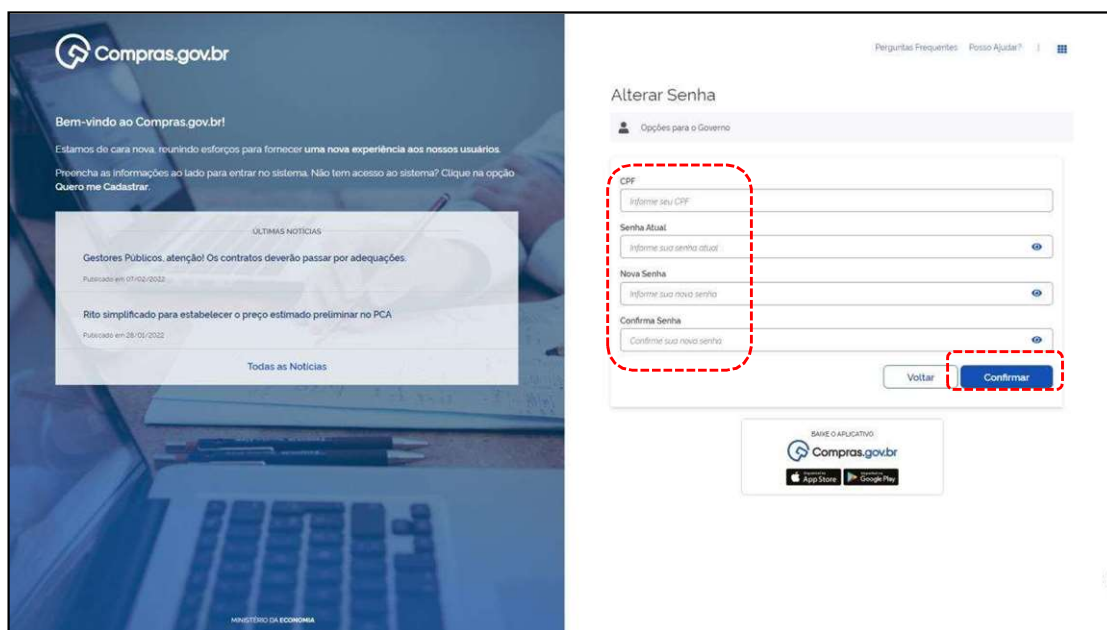 Compras.gov.br
Bem-vindo ao Compras.gov.br!
Estamos de cara nova, reunindo esforços para fornecer uma nova experiência aos nossos usuários.
Preencha as informações ao lado para entrar no sistema. Não tem acesso ao sistema? Clique na opção
Quero me Cadastrar.
ÚLTIMAS NOTÍCIAS
Gestores Públicos, atenção! Os contratos deverão passar por adequações.
Publicado em 07/02/2022
Rito simplificado para estabelecer o preço estimado preliminar no PCA
Publicado em 28/01/2022
Todas as Notícias
MINISTÉRIO DA ECONOMIA
Perguntas Frequentes Posso Ajudar? |
Alterar Senha
Opções para o Governo
CPF
Informe seu CPF
Senha Atual
Informe sua senha atual
Nova Senha
Informe sua nova senha
Confirma Senha
Confirme sua nova senha
Voltar Confirmar
BAIXE O APLICATIVO
Compras.gov.br
App Store Google Play